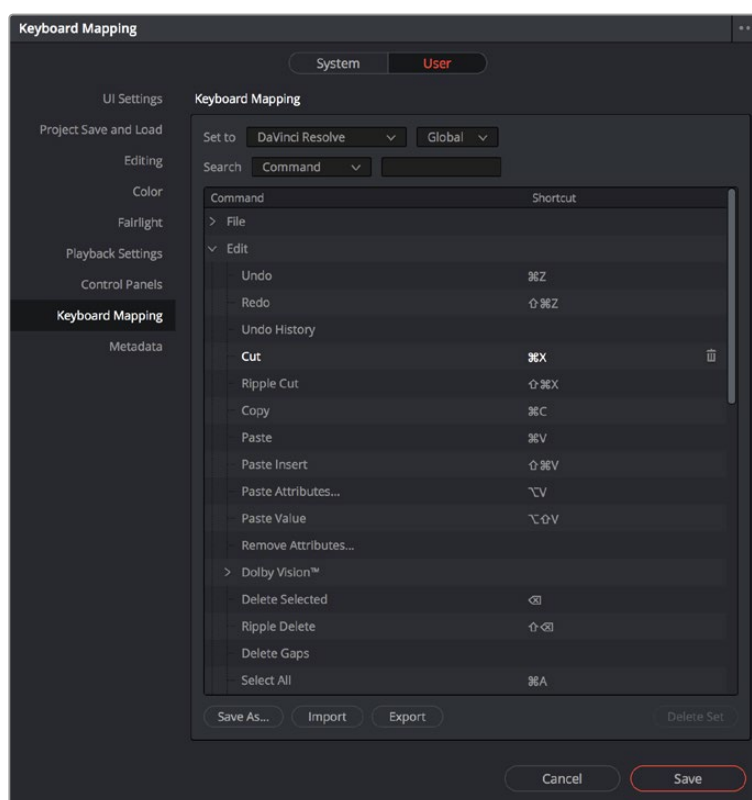 Keyboard Mapping
System User
UI Settings
Project Save and Load
Editing
Color
Fairlight
Playback Settings
Control Panels
Keyboard Mapping
Metadata
Keyboard Mapping
Set to DaVinci Resolve Global
Search Command
Command Shortcut
> File
Edit
Undo ⌘Z
Redo ⇧⌘Z
Undo History
Cut ⌘X
Ripple Cut ⇧⌘X
Copy ⌘C
Paste ⌘V
Paste Insert ⇧⌘V
Paste Attributes... ⌥V
Paste Value ⌥⇧V
Remove Attributes...
> Dolby Vision™
Delete Selected ⌫
Ripple Delete ⇧⌫
Delete Gaps
Select All ⌘A
Save As... Import Export Delete Set
Cancel Save